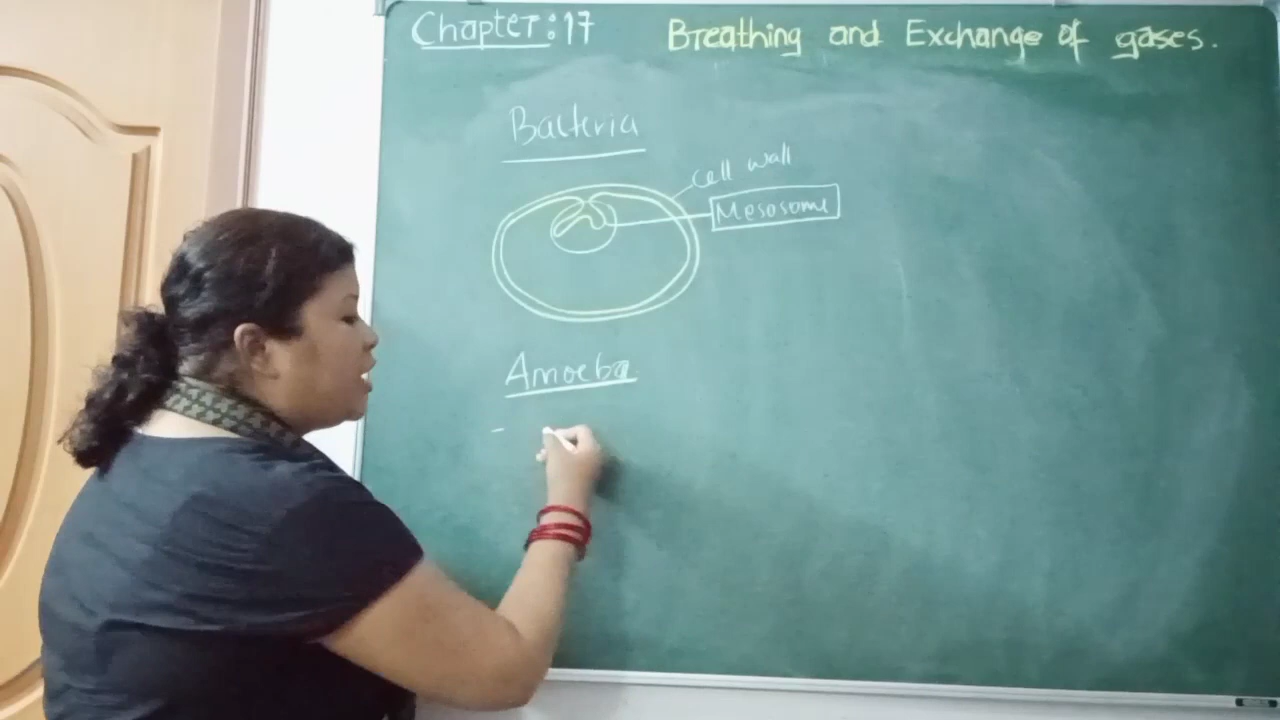 Chapter: 17 Breathing and Exchange of gases.
Bacteria
cell wall
Mesosome
Amoeba
-